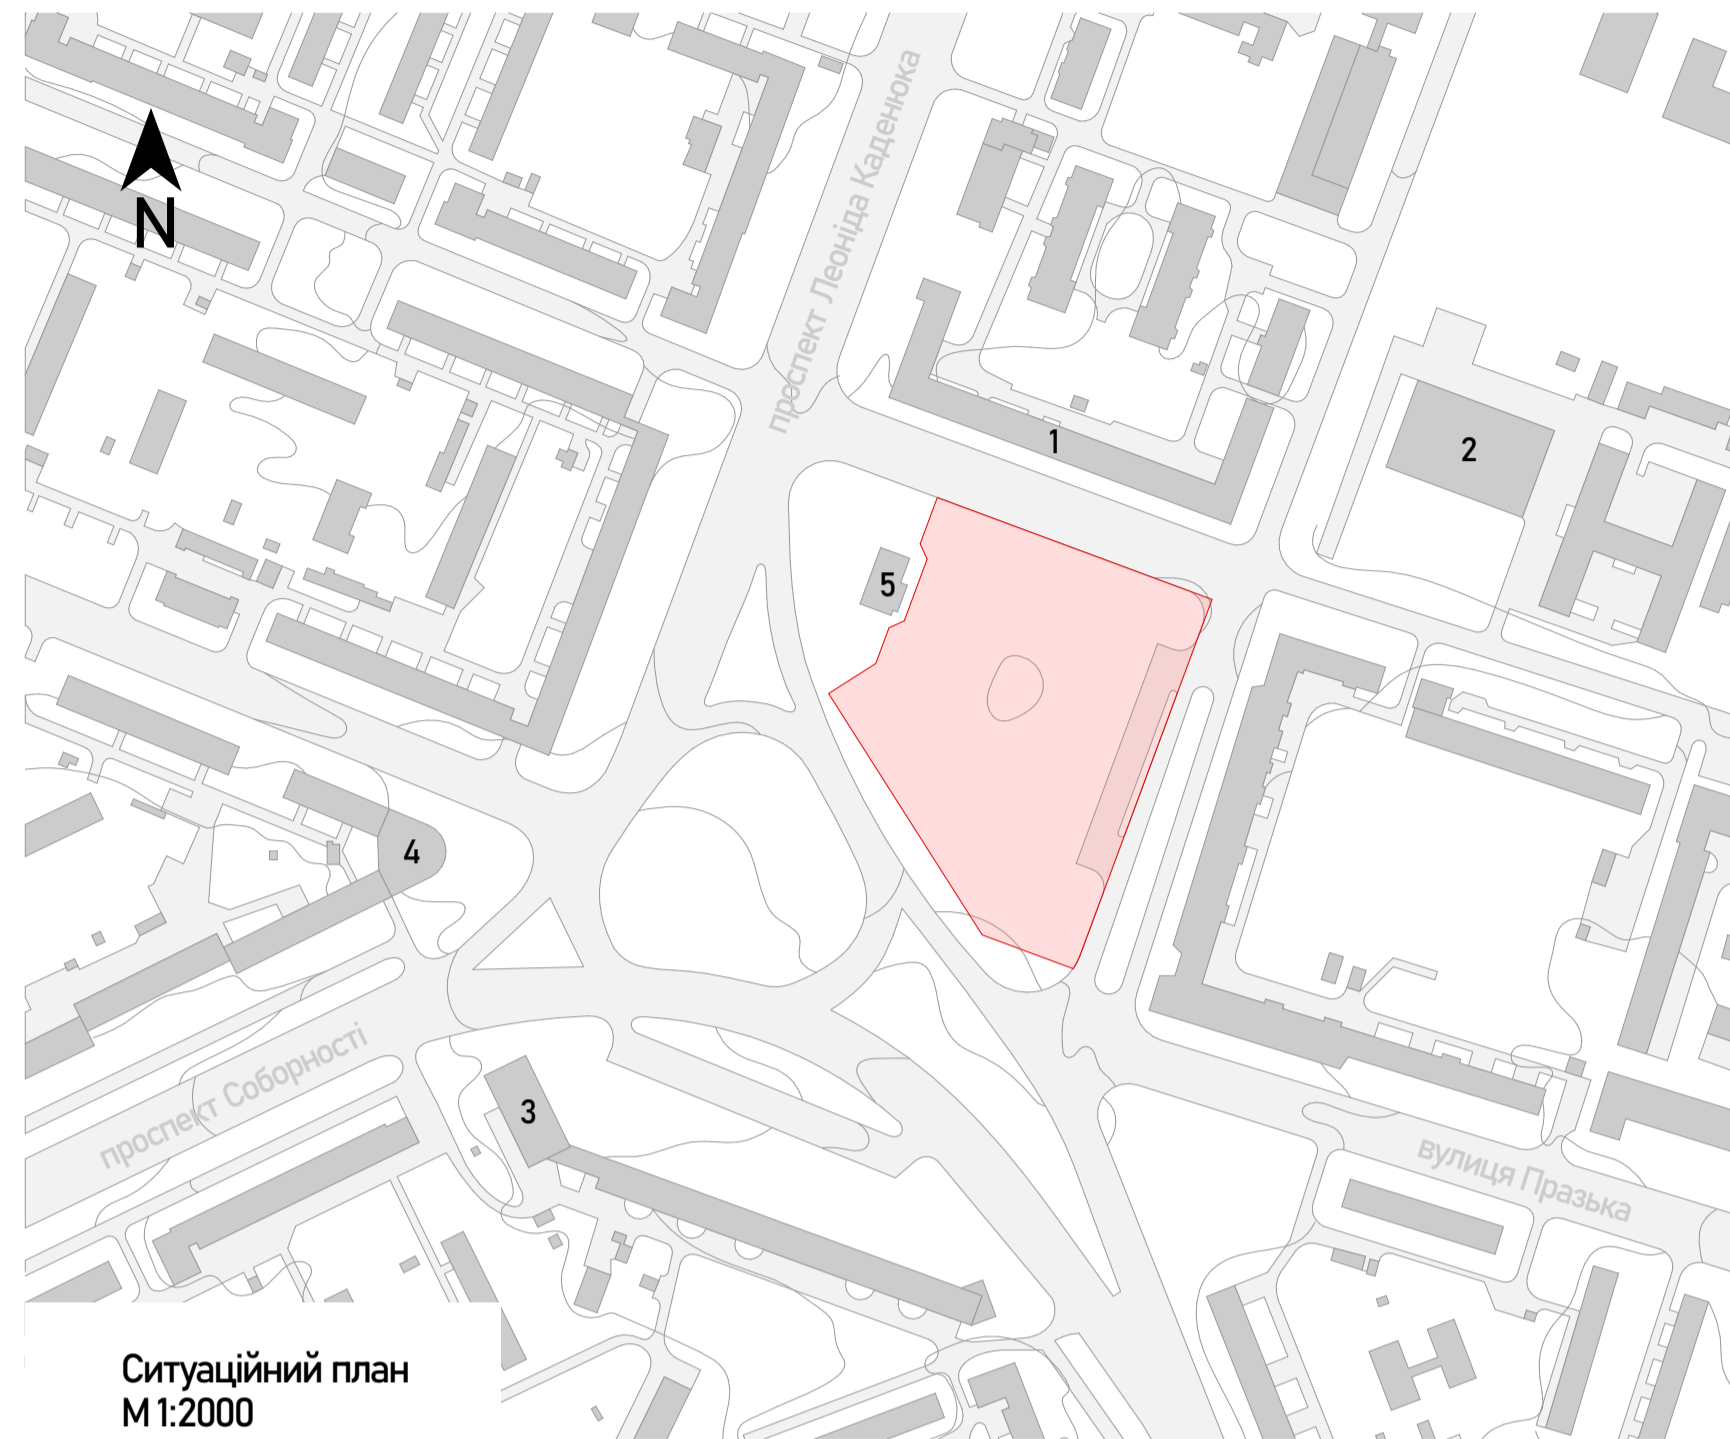 N
проспект Леоніда Каденюка
1
2
5
4
3
проспект Соборності
вулиця Празька
Ситуаційний план
М 1:2000